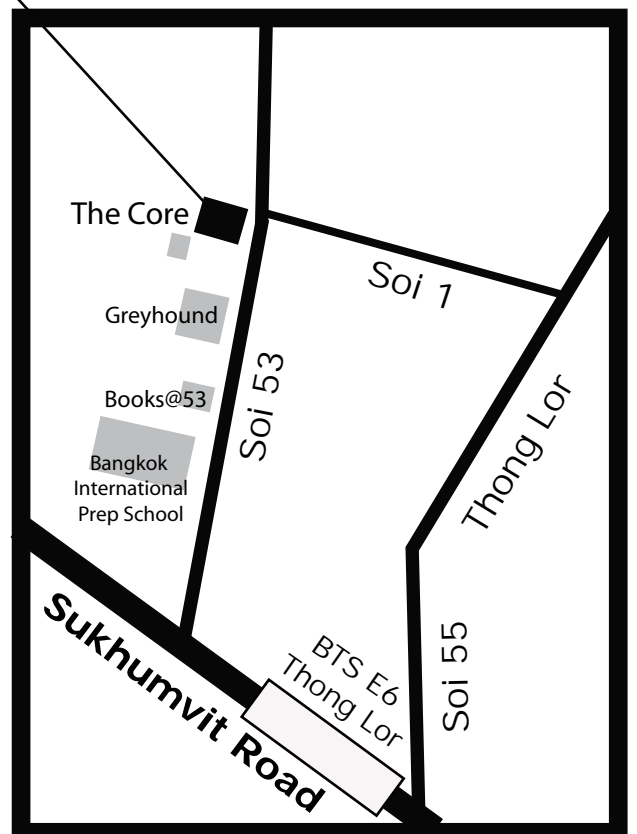 The Core
Soi 1
Greyhound
Soi 53
Books@53
Thong Lor
Bangkok
International
Prep School
Sukhumvit Road
BTS E6
Thong Lor
Soi 55